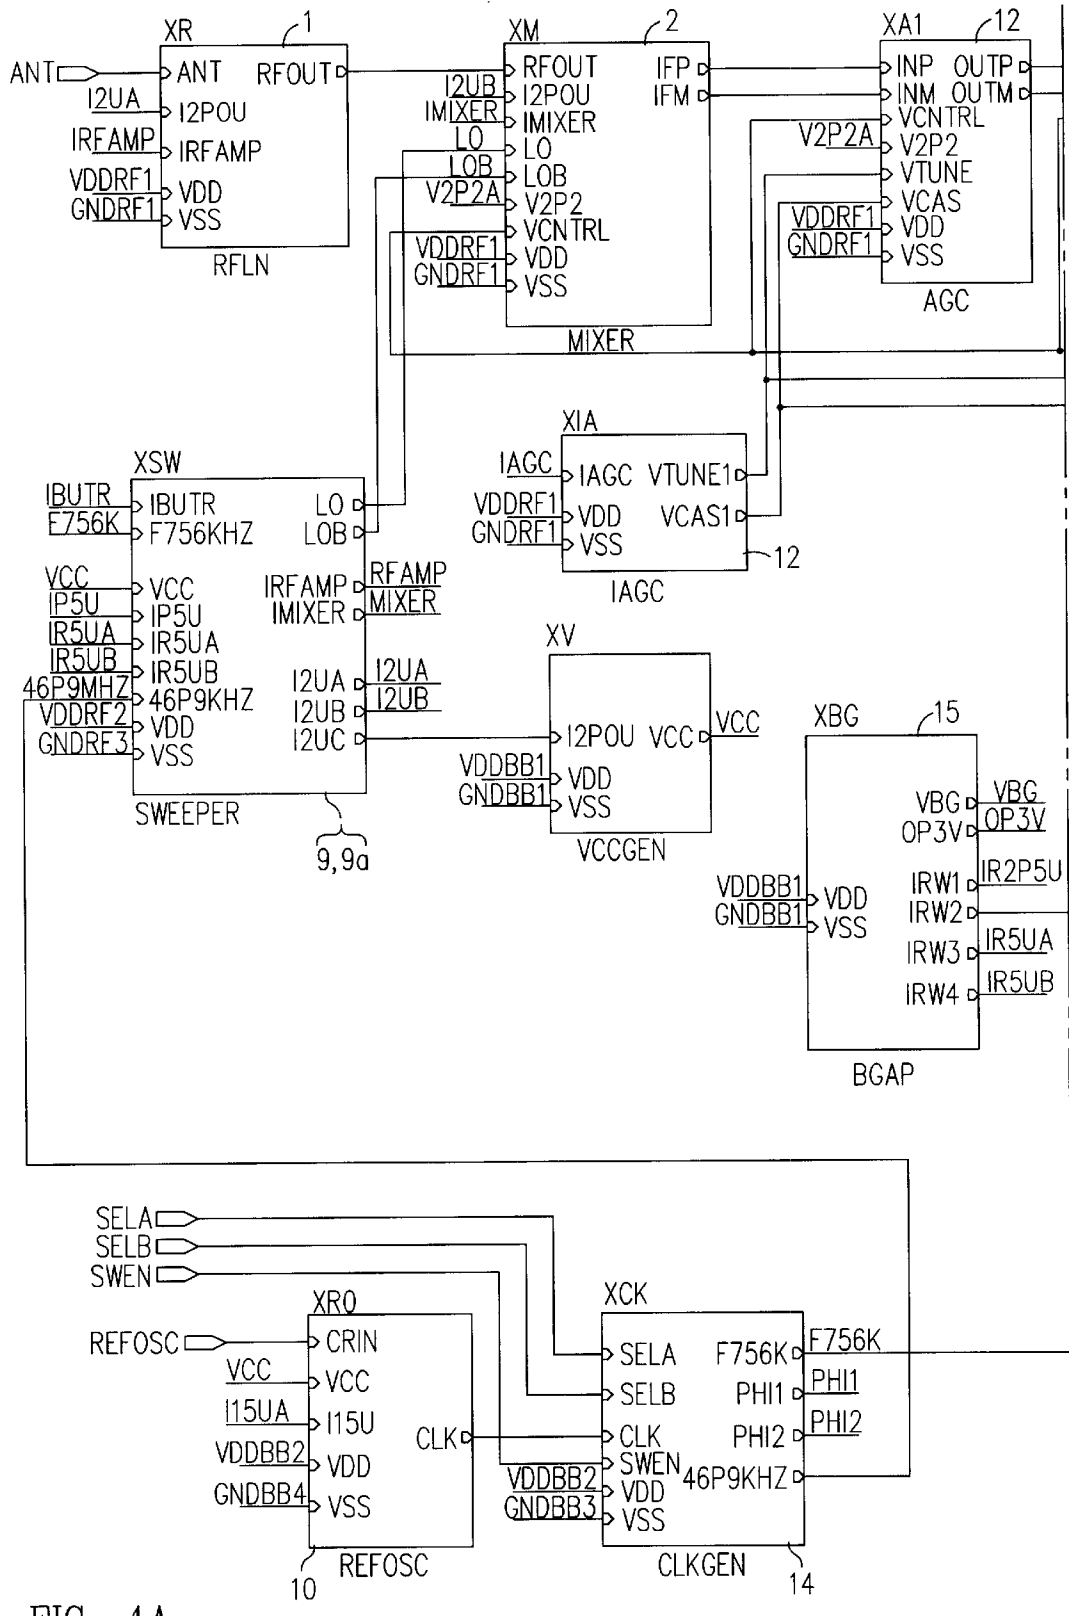 XR
1
ANT
ANT
RFOUT
I2UA
I2POU
IRFAMP
IRFAMP
VDDRF1
VDD
GNDRF1
VSS
RFLN
XM
2
RFOUT
IFP
I2UB
I2POU
IFM
IMIXER
IMIXER
LO
LO
LOB
LOB
V2P2A
V2P2
VCNTRL
VDDRF1
VDD
GNDRF1
VSS
MIXER
XA1
12
INP
OUTP
INM
OUTM
VCNTRL
V2P2A
V2P2
VTUNE
VCAS
VDDRF1
VDD
GNDRF1
VSS
AGC
XIA
IAGC
IAGC
VTUNE1
VDDRF1
VDD
VCAS1
GNDRF1
VSS
12
IAGC
XSW
IBUTR
IBUTR
LO
E756K
F756KHZ
LOB
VCC
VCC
IRFAMP
RFAMP
IP5U
IP5U
IMIXER
MIXER
IR5UA
IR5UA
IR5UB
IR5UB
I2UA
I2UA
46P9MHZ
46P9KHZ
I2UB
I2UB
VDDRF2
VDD
I2UC
GNDRF3
VSS
SWEEPER
9,9a
XV
I2POU
VCC
VCC
VDDBB1
VDD
GNDBB1
VSS
VCCGEN
XBG
15
VBG
VBG
OP3V
OP3V
VDDBB1
VDD
IRW1
IR2P5U
GNDBB1
VSS
IRW2
IRW3
IR5UA
IRW4
IR5UB
BGAP
SELA
SELB
SWEN
XRO
REFOSC
CRIN
VCC
VCC
I15UA
I15U
CLK
VDDBB2
VDD
GNDBB4
VSS
10
REFOSC
XCK
SELA
F756K
F756K
SELB
PHI1
PHI1
CLK
PHI2
PHI2
SWEN
46P9KHZ
VDDBB2
VDD
GNDBB3
VSS
CLKGEN
14
FIG. 4A